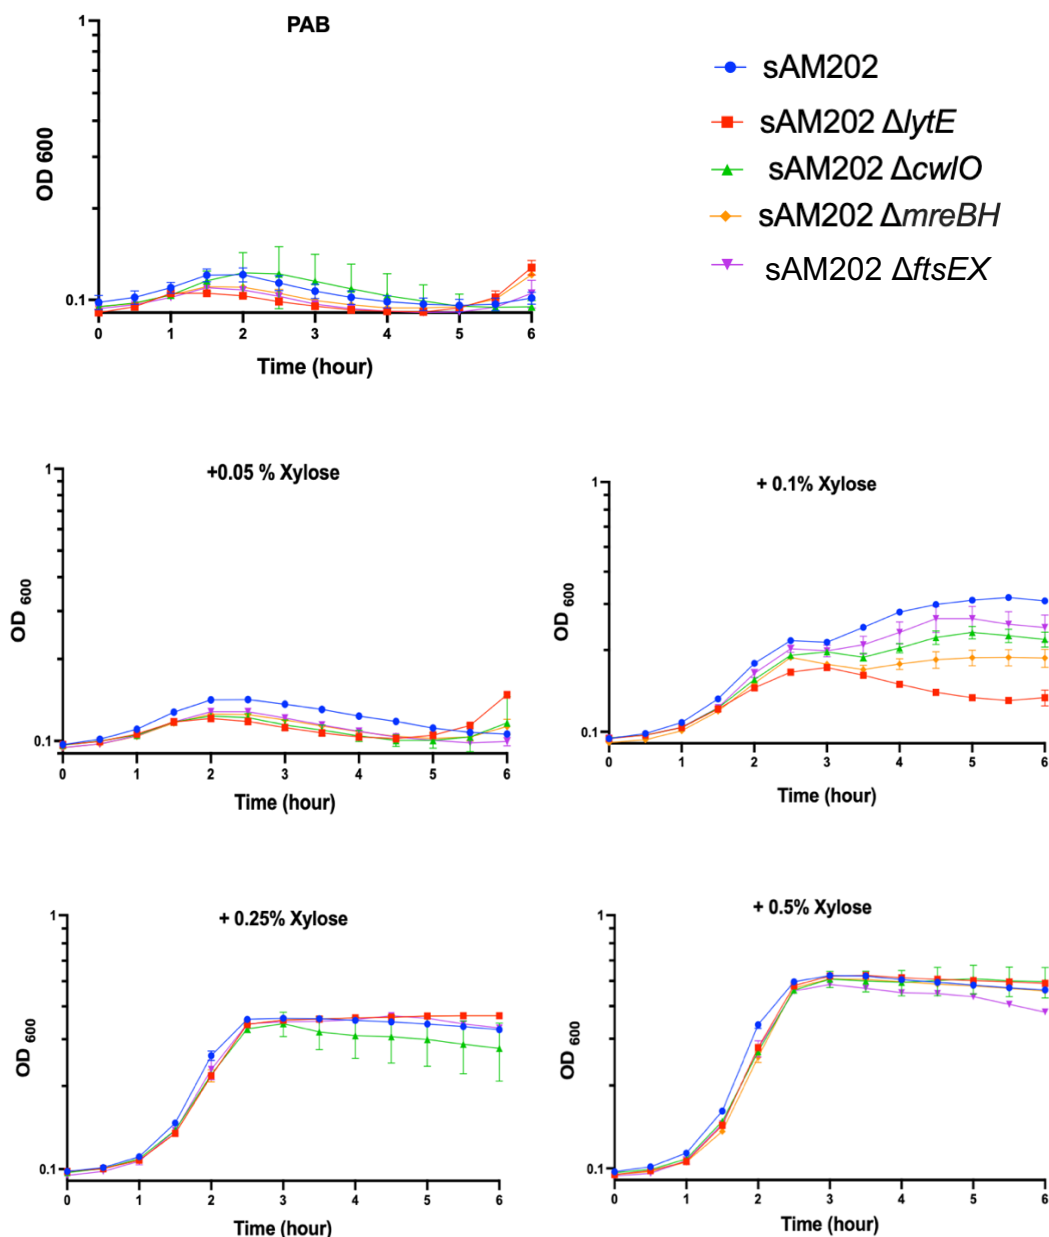 PAB
1
OD 600
0.1
0 1 2 3 4 5 6
Time (hour)
sAM202
sAM202 ΔlytE
sAM202 ΔcwlO
sAM202 ΔmreBH
sAM202 ΔftsEX
+0.05 % Xylose
1
OD 600
0.1
0 1 2 3 4 5 6
Time (hour)
+ 0.1% Xylose
1
OD 600
0.1
0 1 2 3 4 5 6
Time (hour)
+ 0.25% Xylose
1
OD 600
0.1
0 1 2 3 4 5 6
Time (hour)
+ 0.5% Xylose
1
OD 600
0.1
0 1 2 3 4 5 6
Time (hour)